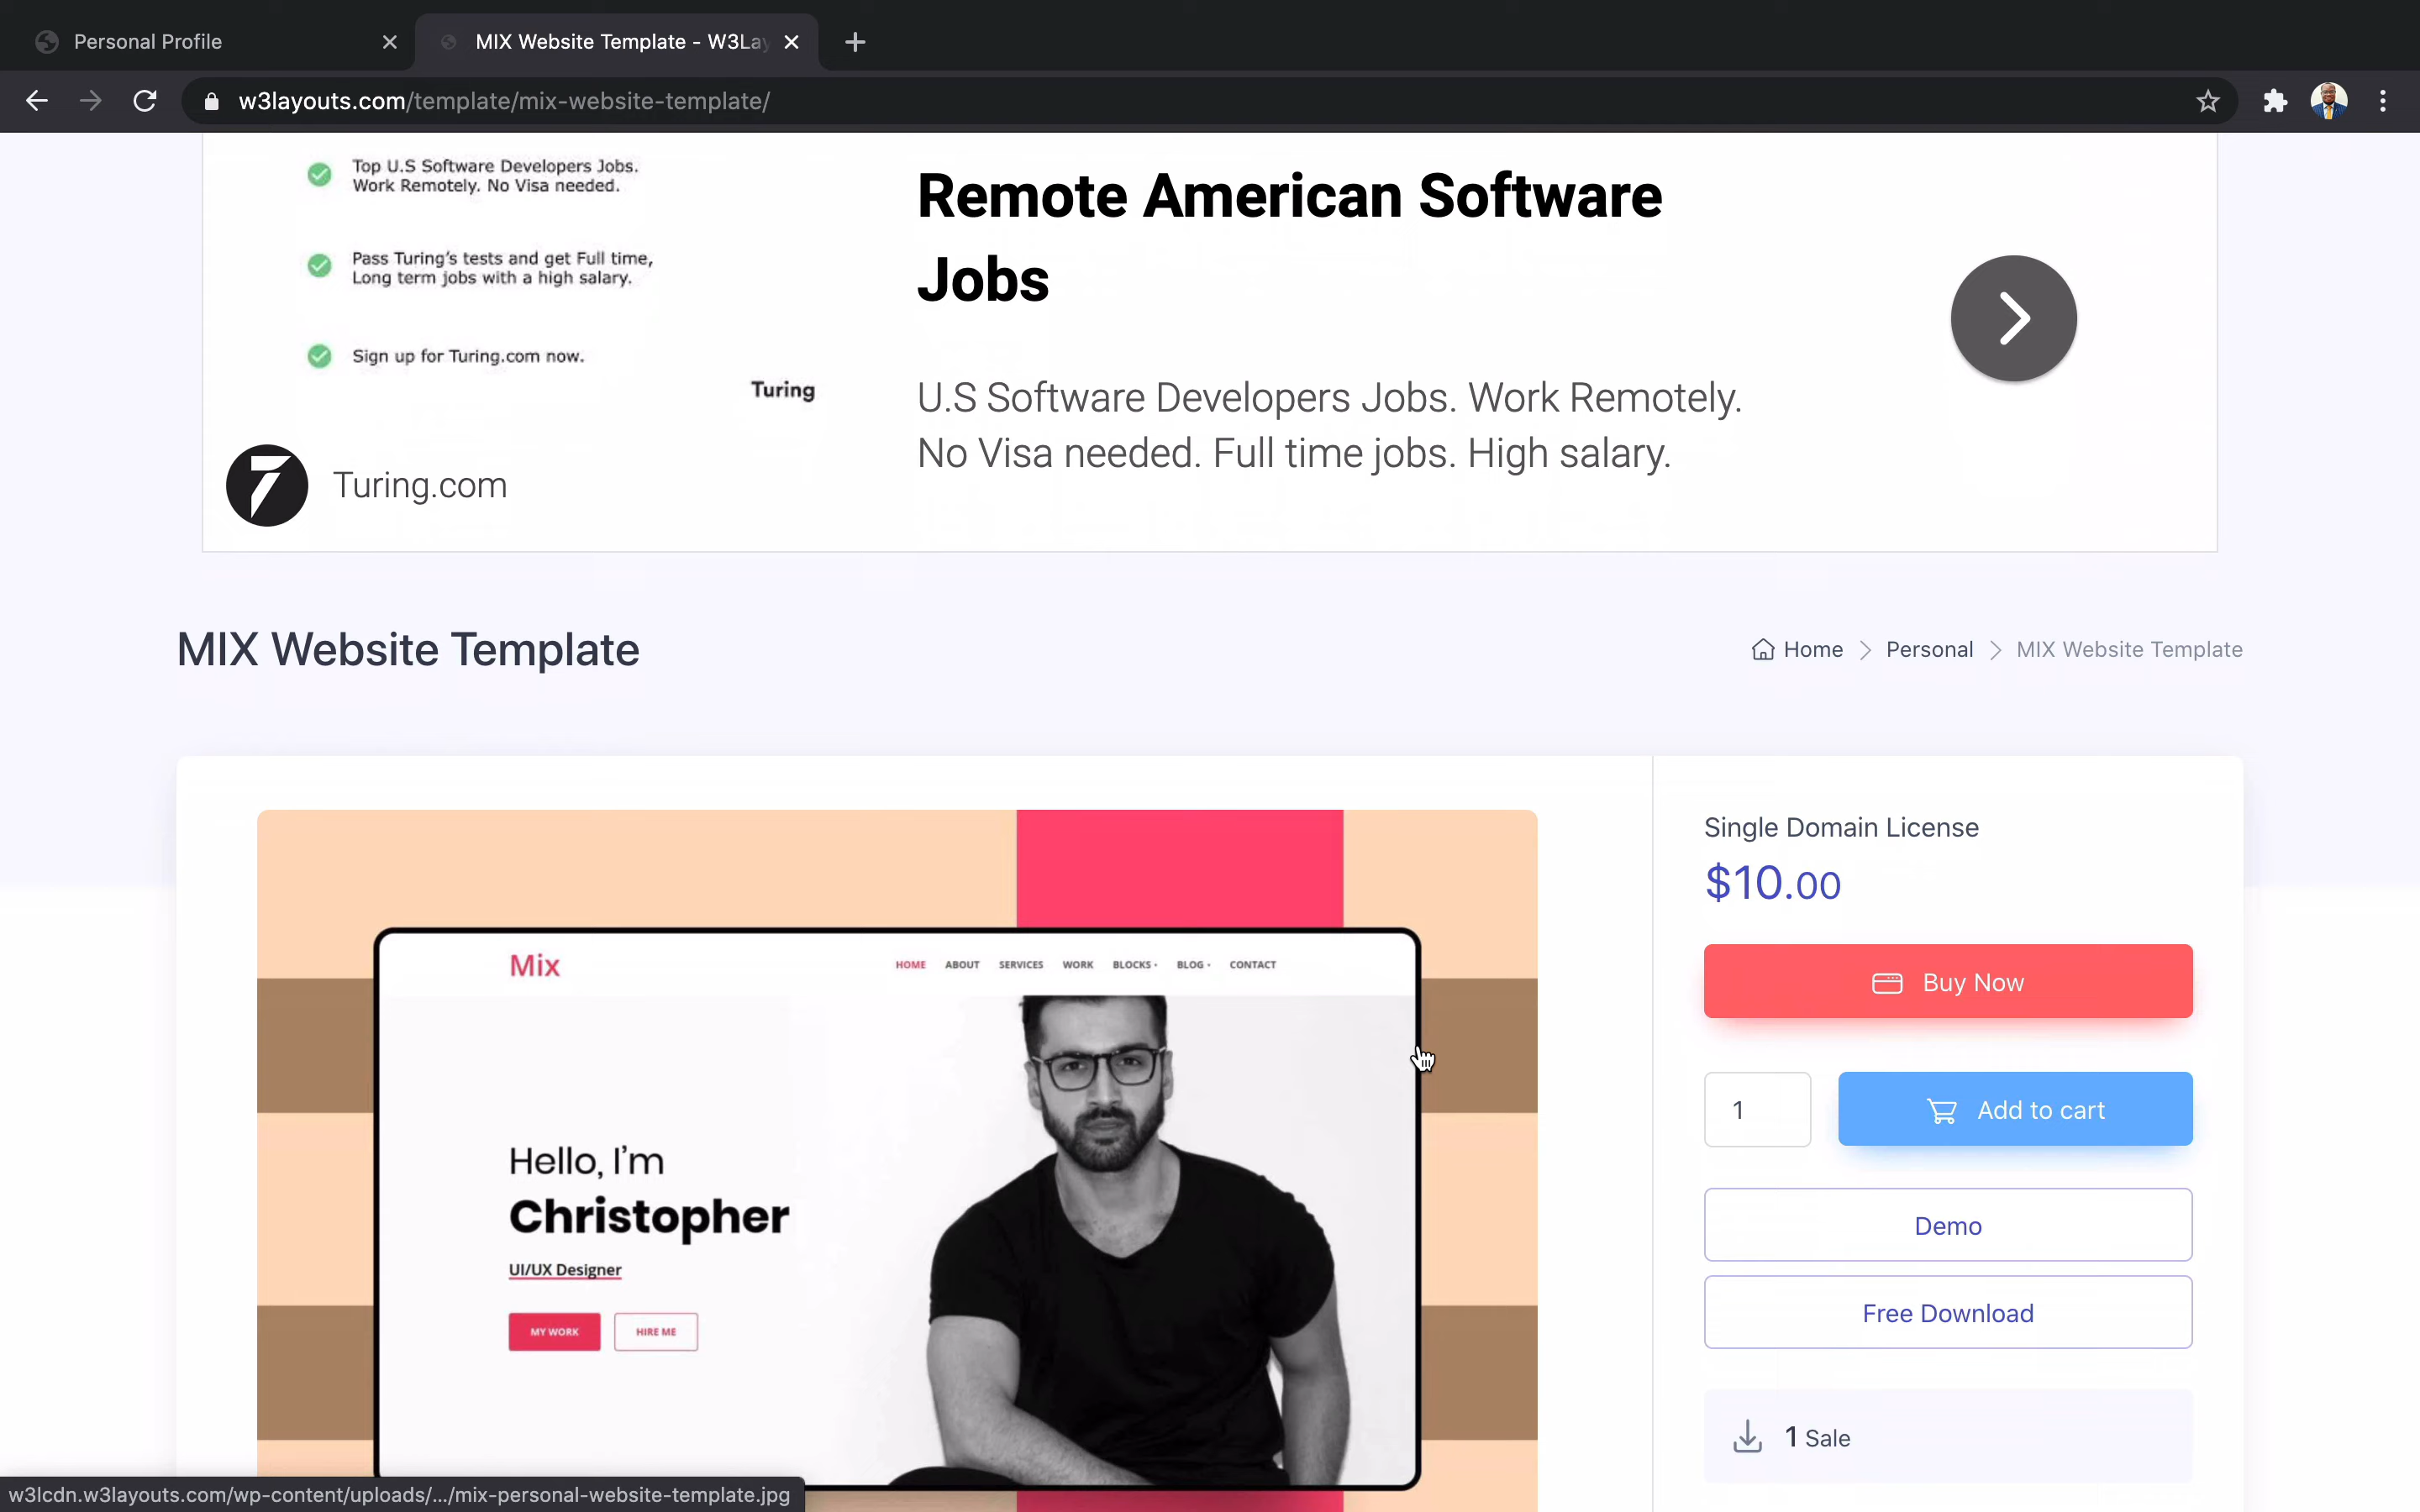 Personal Profile
MIX Website Template - W3Lay
w3layouts.com/template/mix-website-template/
Top U.S Software Developers Jobs.
Work Remotely. No Visa needed.
Pass Turing's tests and get Full time,
Long term jobs with a high salary.
Sign up for Turing.com now.
Turing
Turing.com
Remote American Software
Jobs
U.S Software Developers Jobs. Work Remotely.
No Visa needed. Full time jobs. High salary.
MIX Website Template
Home > Personal > MIX Website Template
Mix
HOME ABOUT SERVICES WORK BLOCKS BLOG CONTACT
Hello, I'm
Christopher
UI/UX Designer
MY WORK HIRE ME
Single Domain License
$10.00
Buy Now
1 Add to cart
Demo
Free Download
1 Sale
w3lcdn.w3layouts.com/wp-content/uploads/.../mix-personal-website-template.jpg